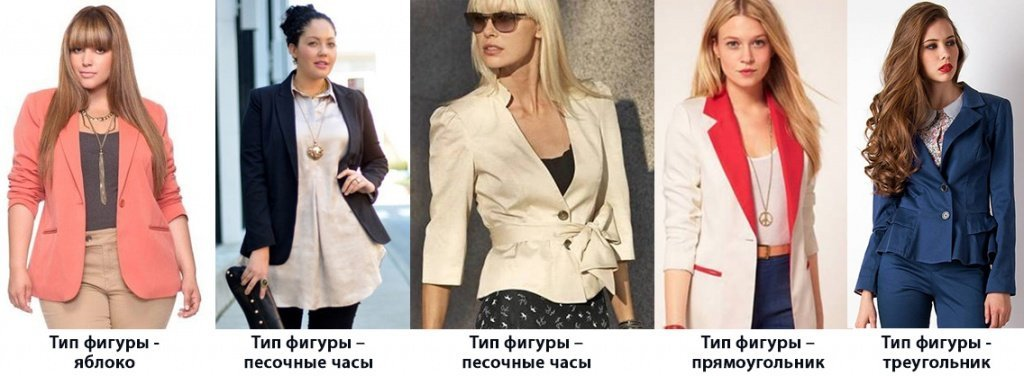 Тип фигуры -
яблоко
Тип фигуры –
песочные часы
Тип фигуры –
песочные часы
Тип фигуры –
прямоугольник
Тип фигуры -
треугольник